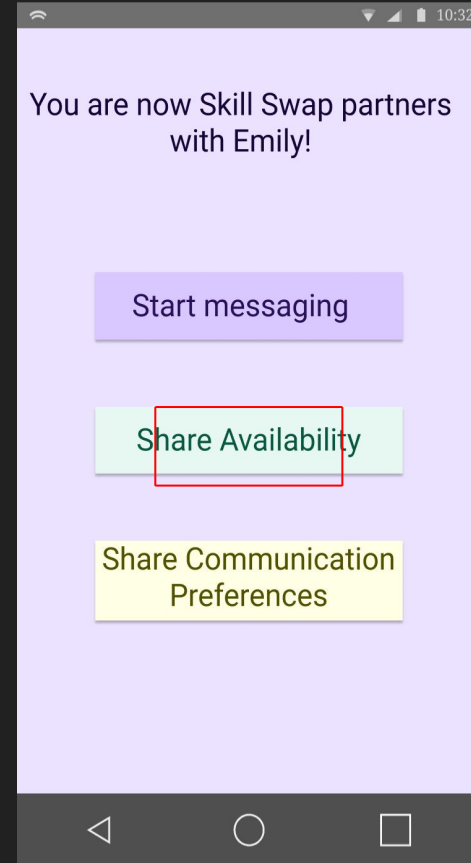 10:32
You are now Skill Swap partners
with Emily!
Start messaging
Share Availability
Share Communication
Preferences